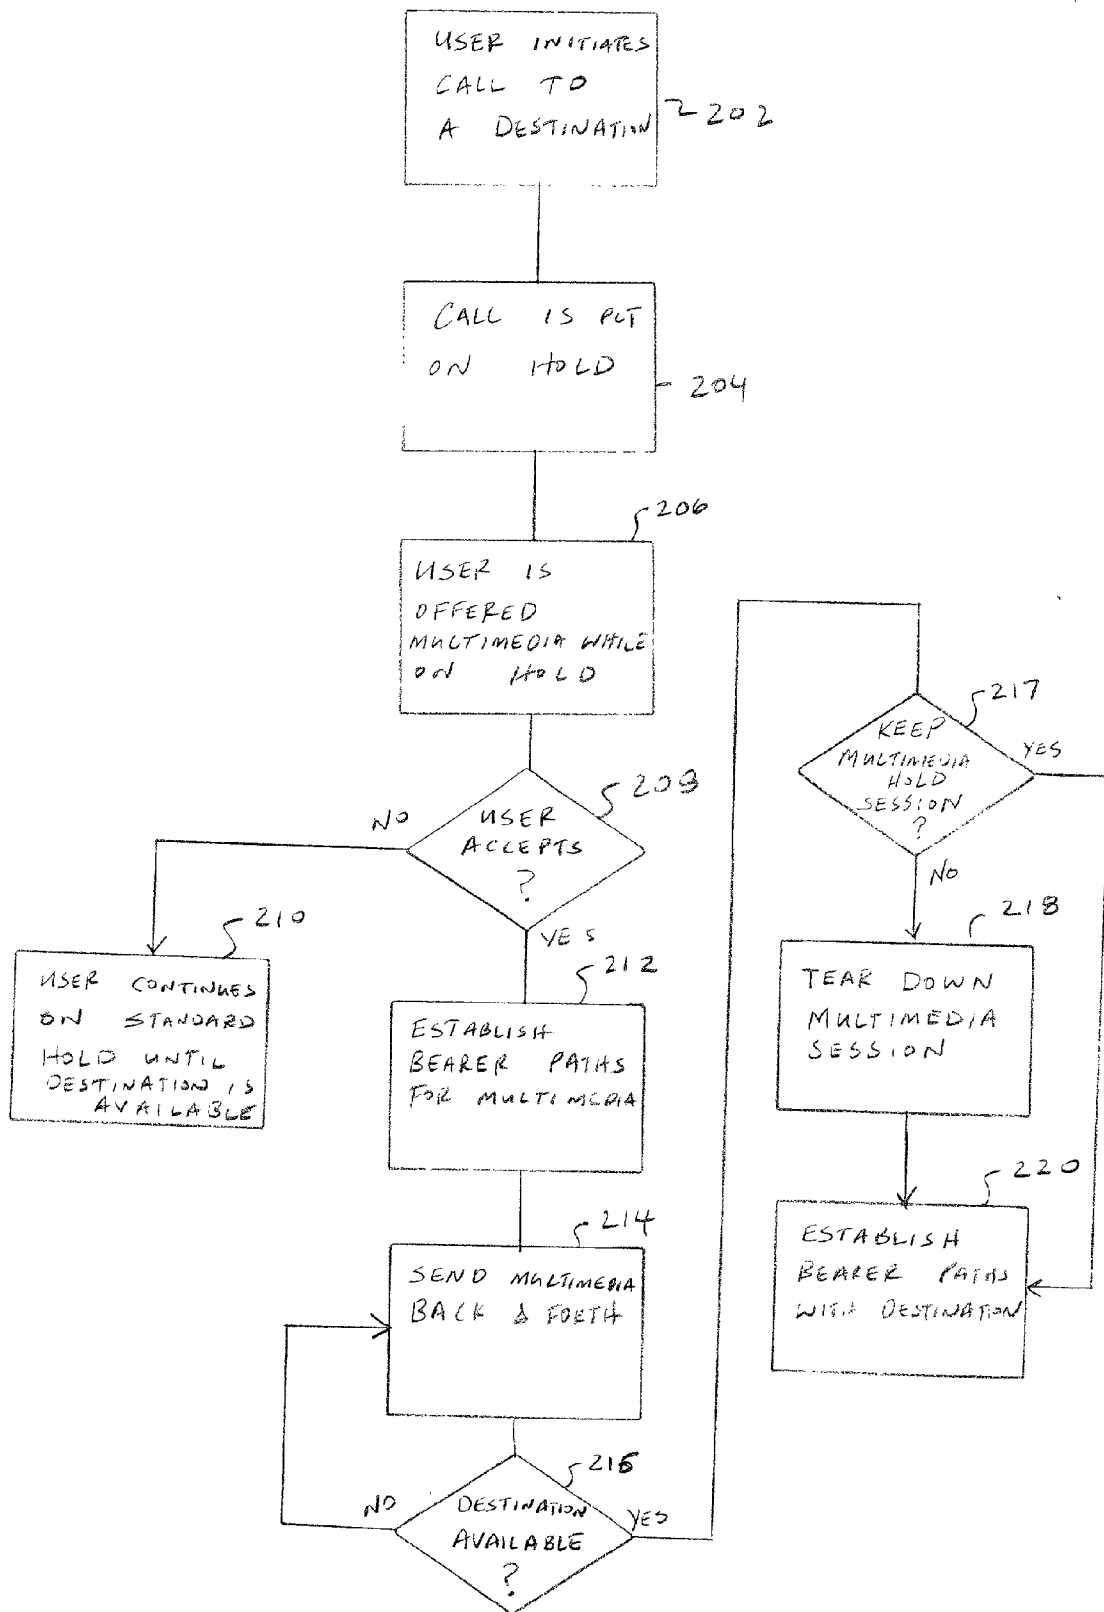 USER INITIATES
CALL TO
A DESTINATION
202
CALL IS PUT
ON HOLD
204
206
USER IS
OFFERED
MULTIMEDIA WHILE
ON HOLD
208
USER
ACCEPTS
?
NO
YES
210
USER CONTINUES
ON STANDARD
HOLD UNTIL
DESTINATION IS
AVAILABLE
212
ESTABLISH
BEARER PATHS
FOR MULTIMEDIA
214
SEND MULTIMEDIA
BACK & FORTH
216
DESTINATION
AVAILABLE
?
NO
YES
217
KEEP
MULTIMEDIA
HOLD
SESSION
?
YES
NO
218
TEAR DOWN
MULTIMEDIA
SESSION
220
ESTABLISH
BEARER PATHS
WITH DESTINATION